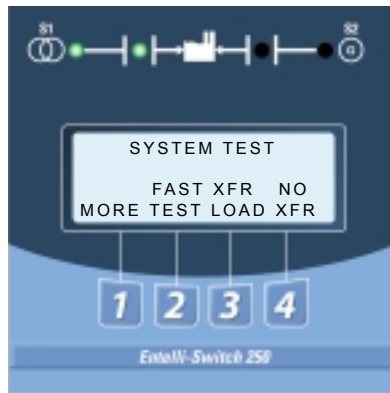 S1
S2
G
SYSTEM TEST
FAST XFR NO
MORE TEST LOAD XFR
1 2 3 4
Entelli-Switch 250